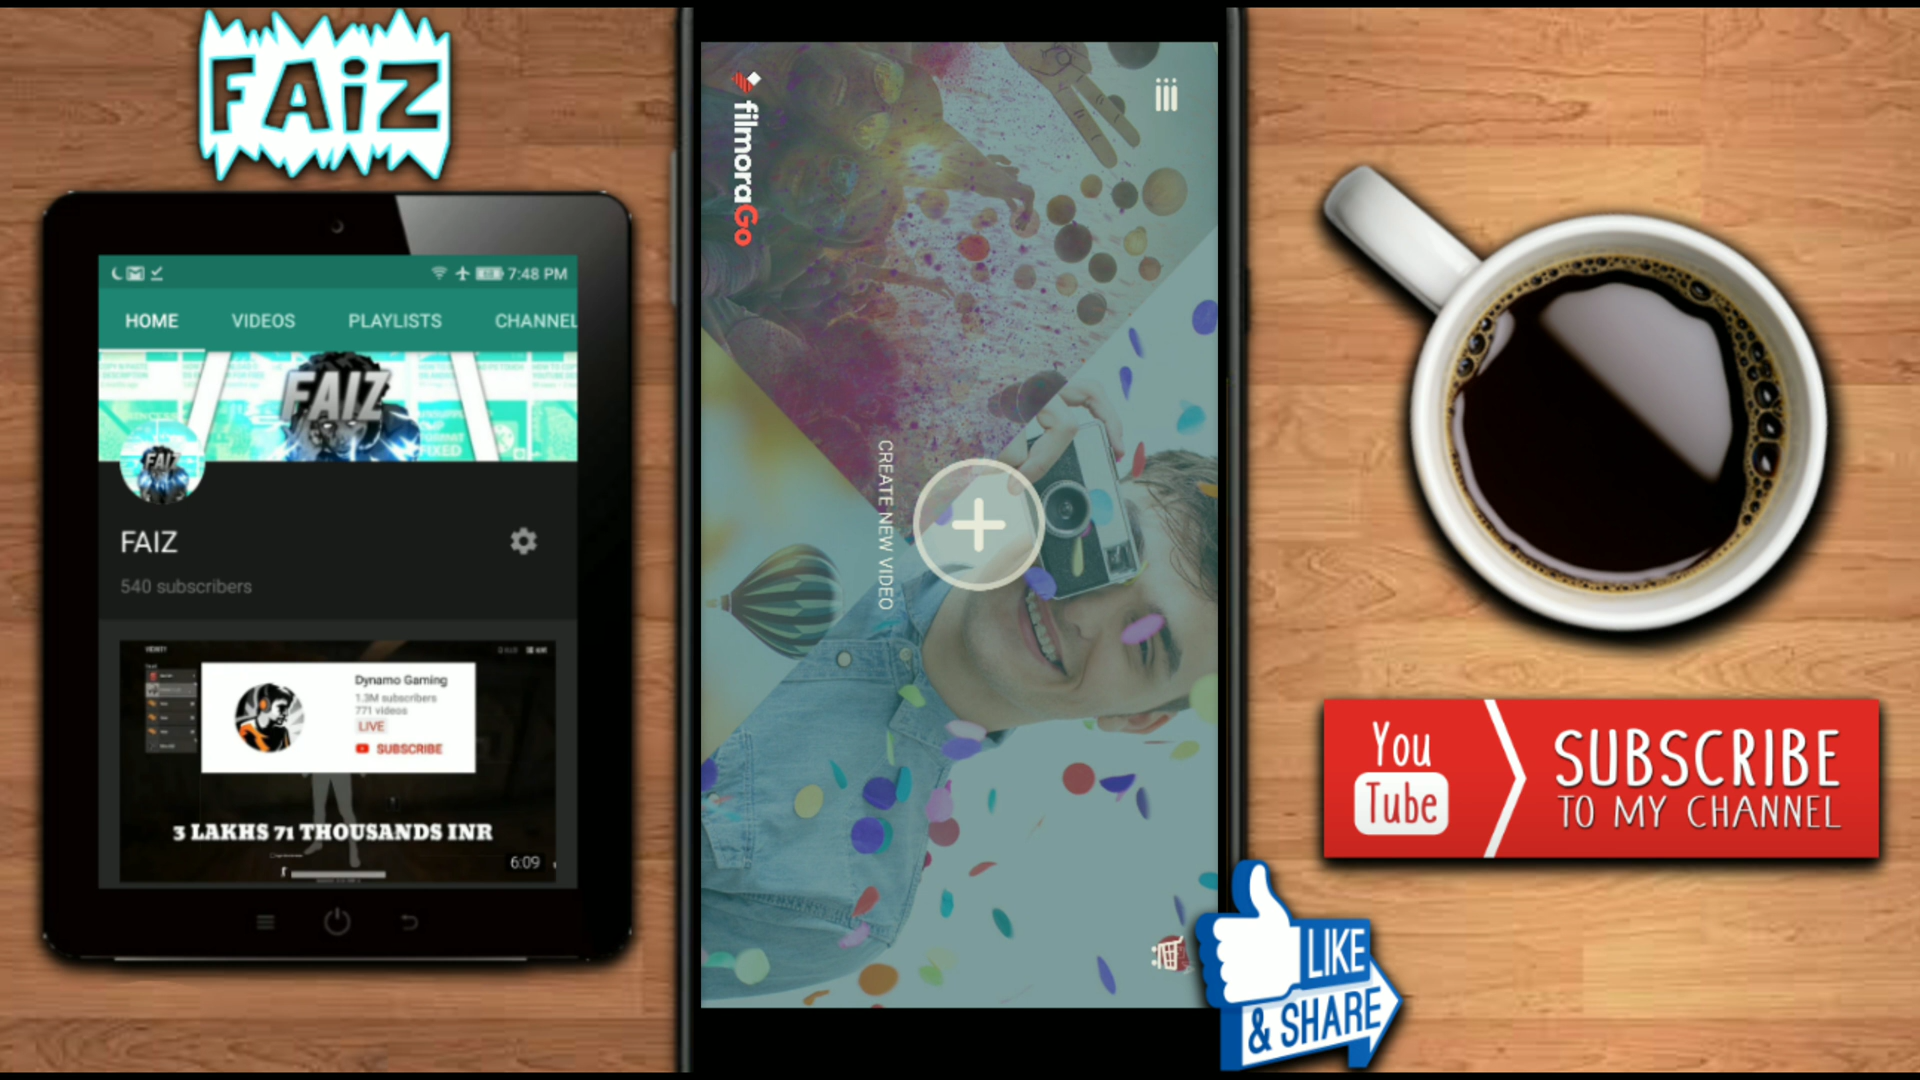 FAiZ
7:48 PM
HOME VIDEOS PLAYLISTS CHANNEL
FAIZ
FAIZ
FAIZ
540 subscribers
Dynamo Gaming
1.3M subscribers
771 videos
LIVE
SUBSCRIBE
3 LAKHS 71 THOUSANDS INR
6:09
filmoraGo
CREATE NEW VIDEO
You
Tube
SUBSCRIBE
TO MY CHANNEL
LIKE
& SHARE